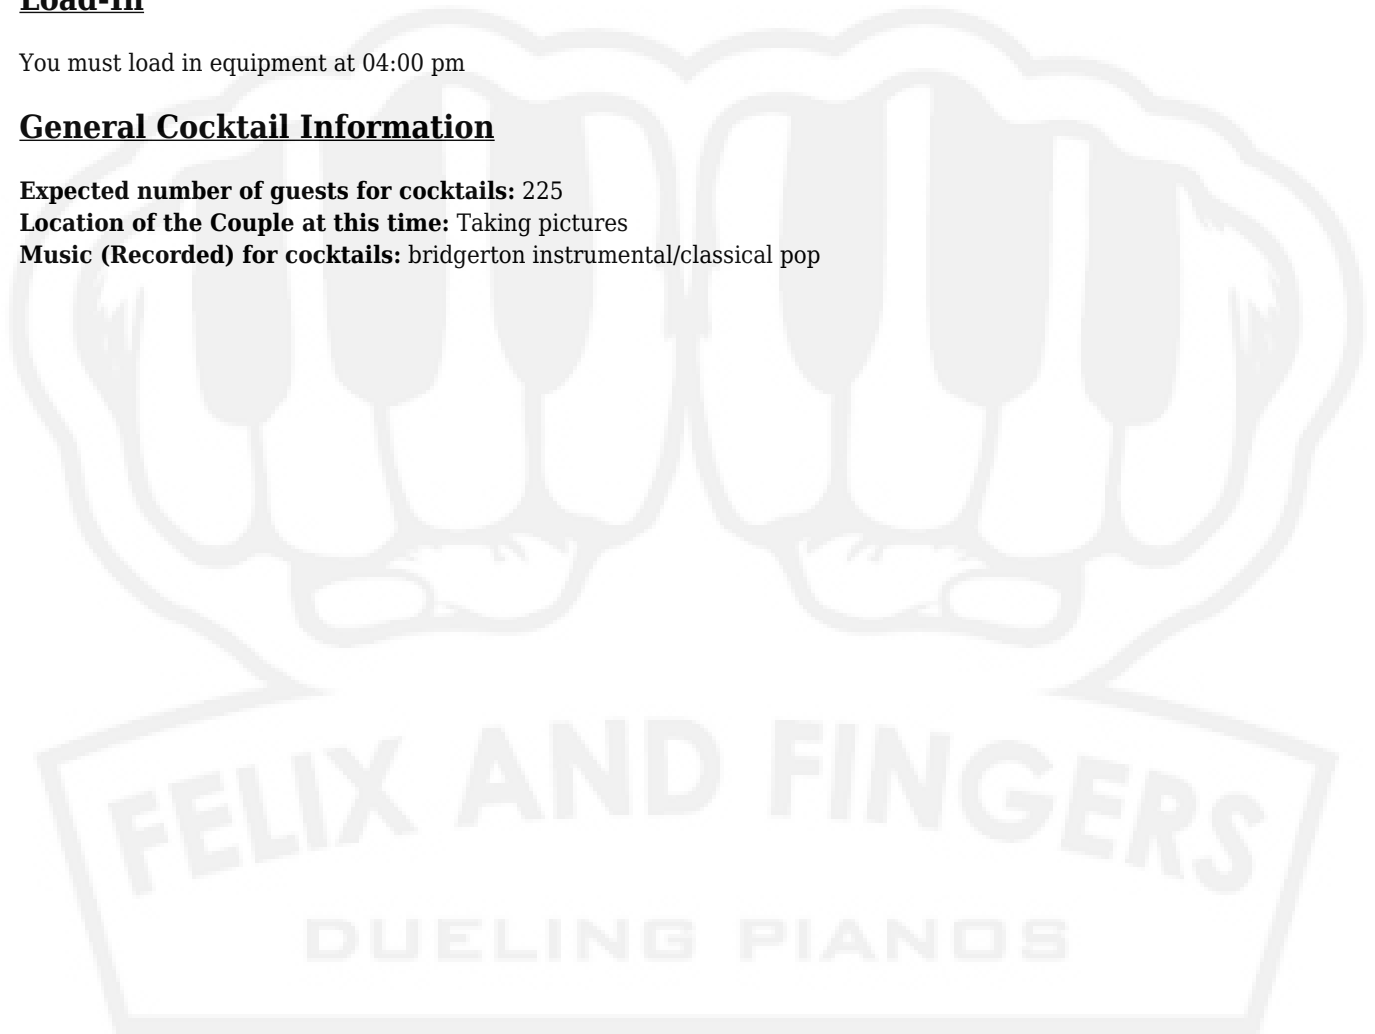 Load-In
You must load in equipment at 04:00 pm
General Cocktail Information
Expected number of guests for cocktails: 225
Location of the Couple at this time: Taking pictures
Music (Recorded) for cocktails: bridgerton instrumental/classical pop
FELIX AND FINGERS
DUELING PIANOS